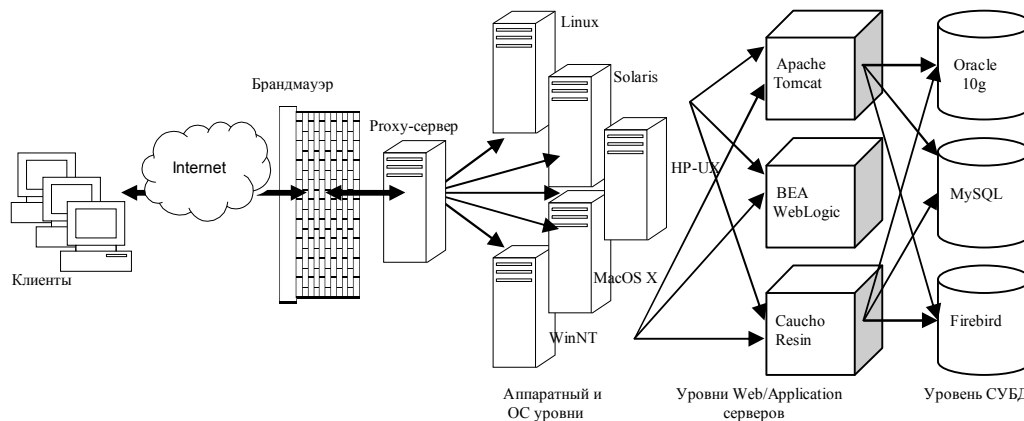 Linux
Solaris
Брандмауэр
Proxy-сервер
Internet
HP-UX
Клиенты
MacOS X
WinNT
Apache
Tomcat
BEA
WebLogic
Caucho
Resin
Oracle
10g
MySQL
Firebird
Аппаратный и
ОС уровни
Уровни Web/Application
серверов
Уровень СУБД